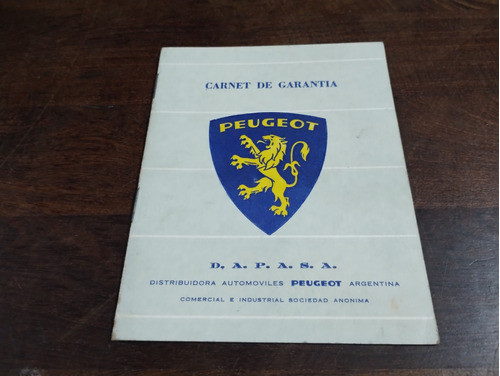 CARNET DE GARANTIA
PEUGEOT
D. A. P. A. S. A.
DISTRIBUIDORA AUTOMOVILES PEUGEOT ARGENTINA
COMERCIAL E INDUSTRIAL SOCIEDAD ANONIMA